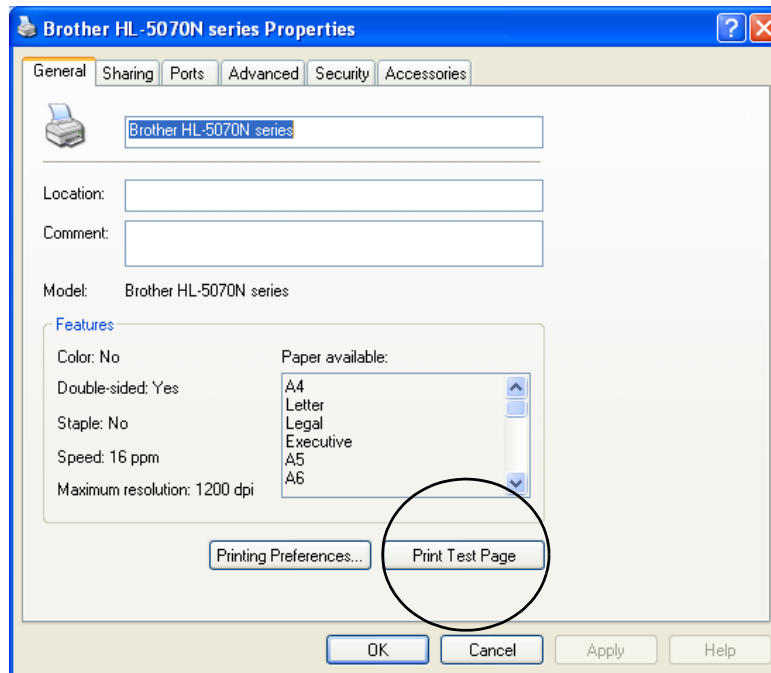 Brother HL-5070N series Properties
General Sharing Ports Advanced Security Accessories
Brother HL-5070N series
Location:
Comment:
Model: Brother HL-5070N series
Features
Color: No
Double-sided: Yes
Staple: No
Speed: 16 ppm
Maximum resolution: 1200 dpi
Paper available:
A4
Letter
Legal
Executive
A5
A6
Printing Preferences... Print Test Page
OK Cancel Apply Help